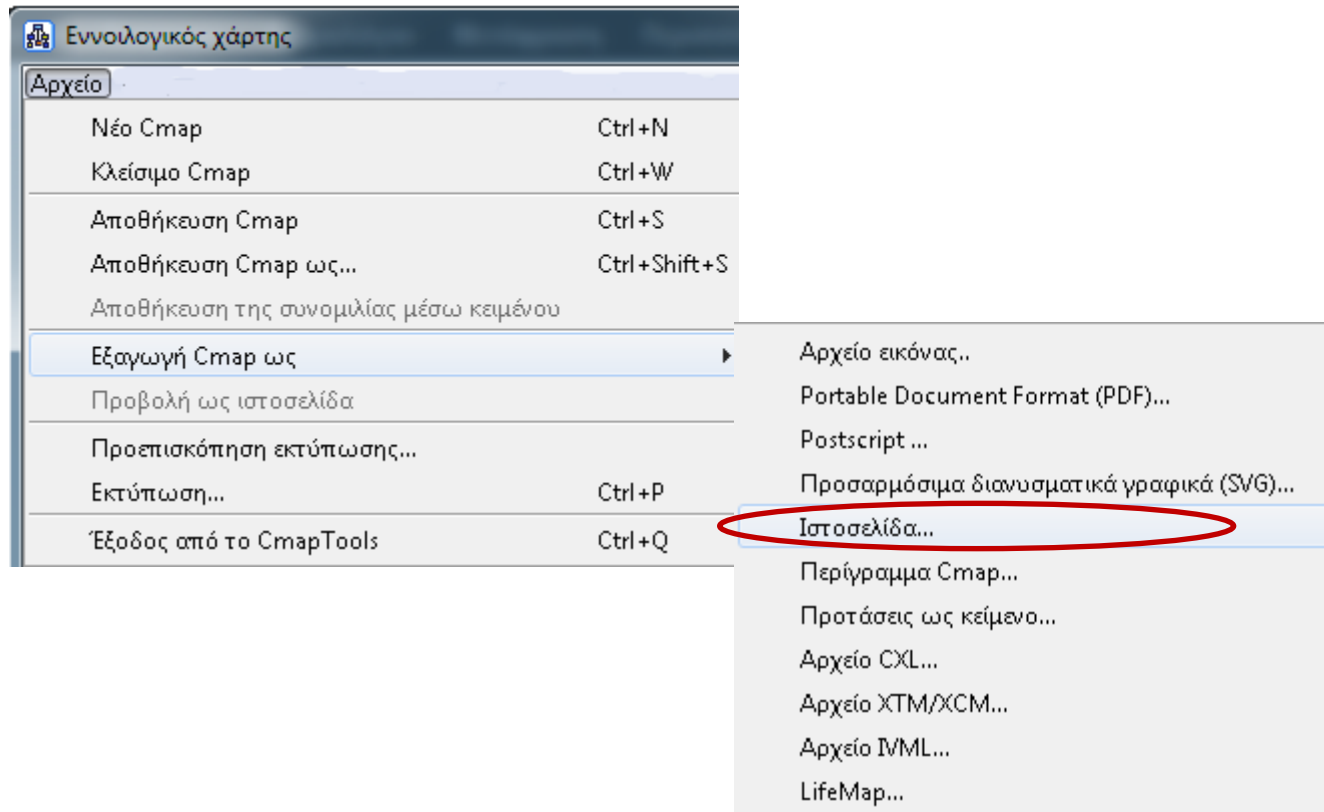 Εννοιλογικός χάρτης
Αρχείο
Νέο Cmap Ctrl+N
Κλείσιμο Cmap Ctrl+W
Αποθήκευση Cmap Ctrl+S
Αποθήκευση Cmap ως... Ctrl+Shift+S
Αποθήκευση της συνομιλίας μέσω κειμένου
Εξαγωγή Cmap ως
Προβολή ως ιστοσελίδα
Προεπισκόπηση εκτύπωσης...
Εκτύπωση... Ctrl+P
Έξοδος από το CmapTools Ctrl+Q
Αρχείο εικόνας..
Portable Document Format (PDF)...
Postscript ...
Προσαρμόσιμα διανυσματικά γραφικά (SVG)...
Ιστοσελίδα...
Περίγραμμα Cmap...
Προτάσεις ως κείμενο...
Αρχείο CXL...
Αρχείο XTM/XCM...
Αρχείο IVML...
LifeMap...